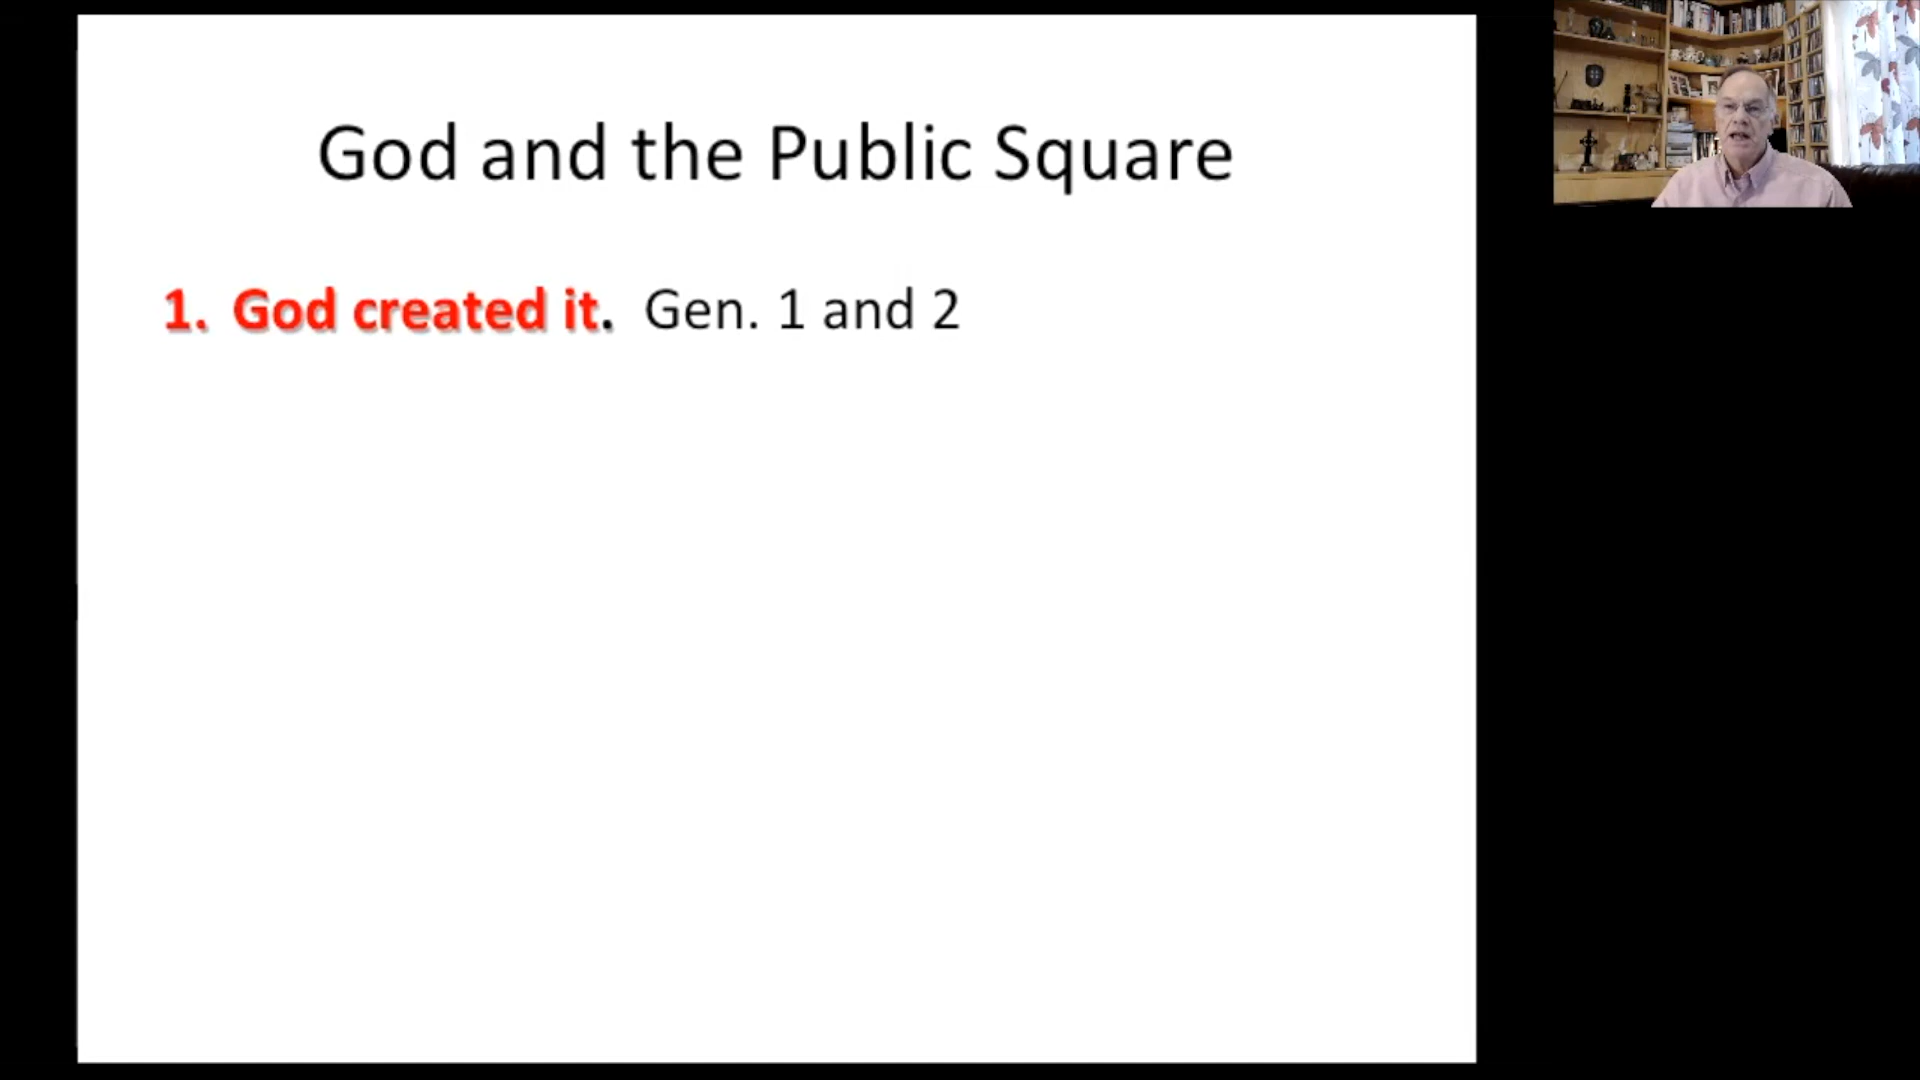 God and the Public Square
1. God created it. Gen. 1 and 2